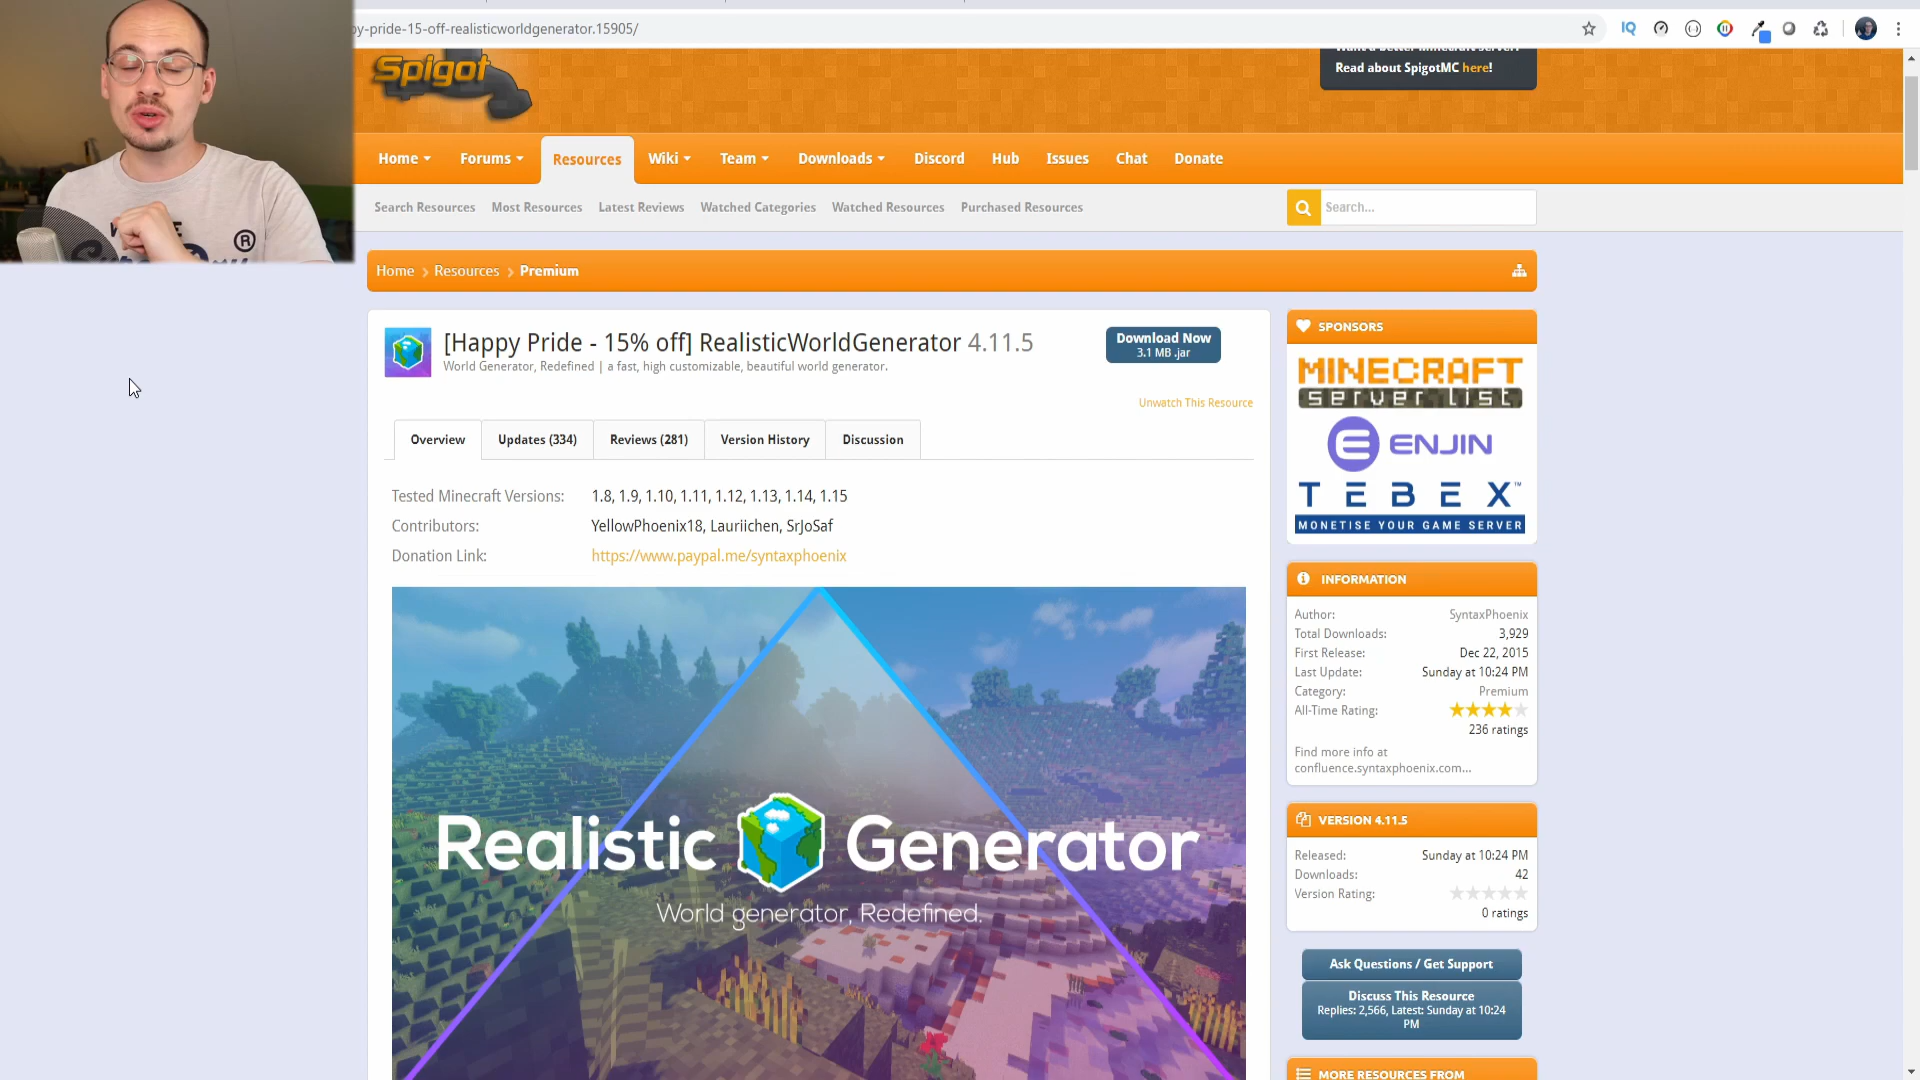 by-pride-15-off-realisticworldgenerator.15905/
Spigot
Want a better Minecraft server?
Read about SpigotMC here!
Home Forums Resources Wiki Team Downloads Discord Hub Issues Chat Donate
Search Resources Most Resources Latest Reviews Watched Categories Watched Resources Purchased Resources
Search...
Home Resources Premium
[Happy Pride - 15% off] RealisticWorldGenerator 4.11.5
World Generator, Redefined | a fast, high customizable, beautiful world generator.
Download Now
3.1 MB .jar
Unwatch This Resource
Overview Updates (334) Reviews (281) Version History Discussion
Tested Minecraft Versions: 1.8, 1.9, 1.10, 1.11, 1.12, 1.13, 1.14, 1.15
Contributors: YellowPhoenix18, Lauriichen, SrJoSaf
Donation Link: https://www.paypal.me/syntaxphoenix
Realistic Generator
World generator, Redefined.
SPONSORS
MINECRAFT
server list
ENJIN
TEBEX™
MONETISE YOUR GAME SERVER
INFORMATION
Author: SyntaxPhoenix
Total Downloads: 3,929
First Release: Dec 22, 2015
Last Update: Sunday at 10:24 PM
Category: Premium
All-Time Rating:
236 ratings
Find more info at
confluence.syntaxphoenix.com...
VERSION 4.11.5
Released: Sunday at 10:24 PM
Downloads: 42
Version Rating:
0 ratings
Ask Questions / Get Support
Discuss This Resource
Replies: 2,566, Latest: Sunday at 10:24
PM
MORE RESOURCES FROM